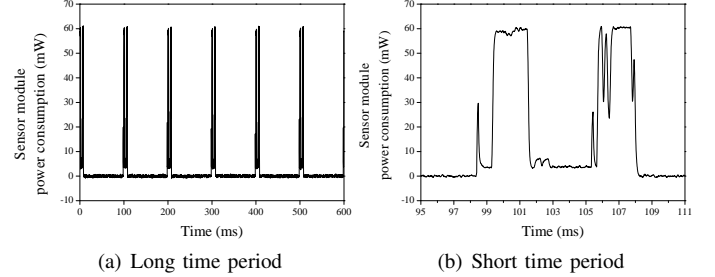 70
60
50
40
30
20
10
0
-10
Sensor module
power consumption (mW)
0 100 200 300 400 500 600
Time (ms)
(a) Long time period
70
60
50
40
30
20
10
0
-10
Sensor module
power consumption (mW)
95 97 99 101 103 105 107 109 111
Time (ms)
(b) Short time period